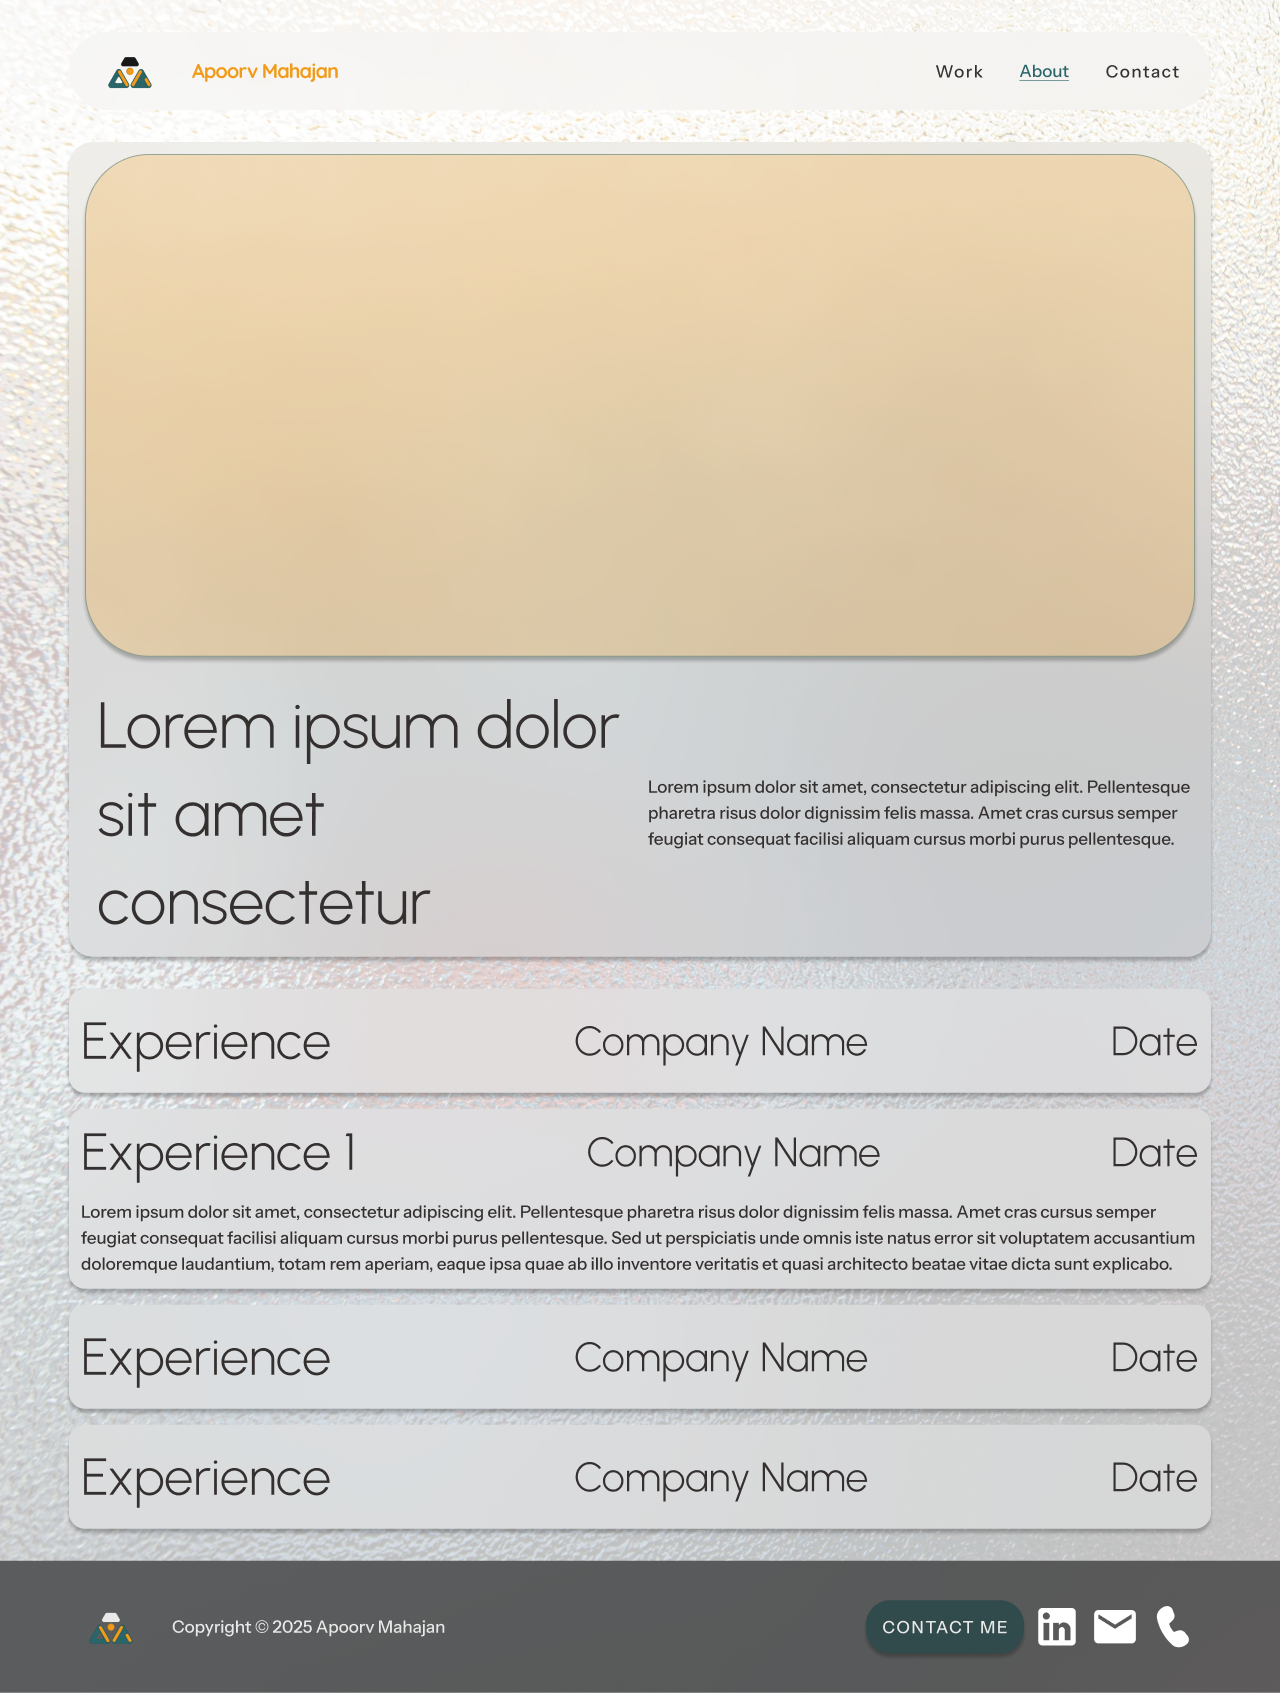 Apoorv Mahajan
Work
About
Contact
Lorem ipsum dolor
sit amet
consectetur
Lorem ipsum dolor sit amet, consectetur adipiscing elit. Pellentesque
pharetra risus dolor dignissim felis massa. Amet cras cursus semper
feugiat consequat facilisi aliquam cursus morbi purus pellentesque.
Experience
Company Name
Date
Experience 1
Company Name
Date
Lorem ipsum dolor sit amet, consectetur adipiscing elit. Pellentesque pharetra risus dolor dignissim felis massa. Amet cras cursus semper
feugiat consequat facilisi aliquam cursus morbi purus pellentesque. Sed ut perspiciatis unde omnis iste natus error sit voluptatem accusantium
doloremque laudantium, totam rem aperiam, eaque ipsa quae ab illo inventore veritatis et quasi architecto beatae vitae dicta sunt explicabo.
Experience
Company Name
Date
Experience
Company Name
Date
Copyright © 2025 Apoorv Mahajan
CONTACT ME
in